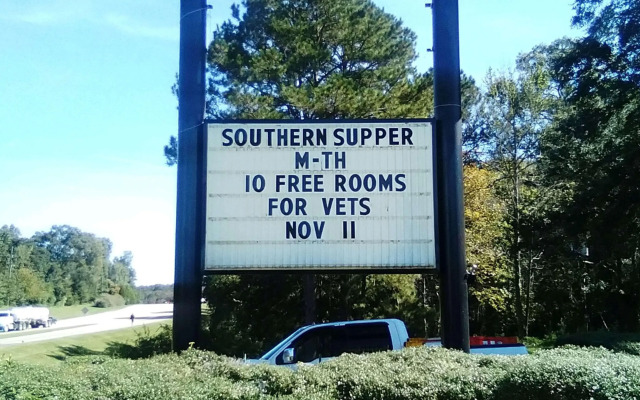 SOUTHERN SUPPER
M-TH
10 FREE ROOMS
FOR VETS
NOV 11